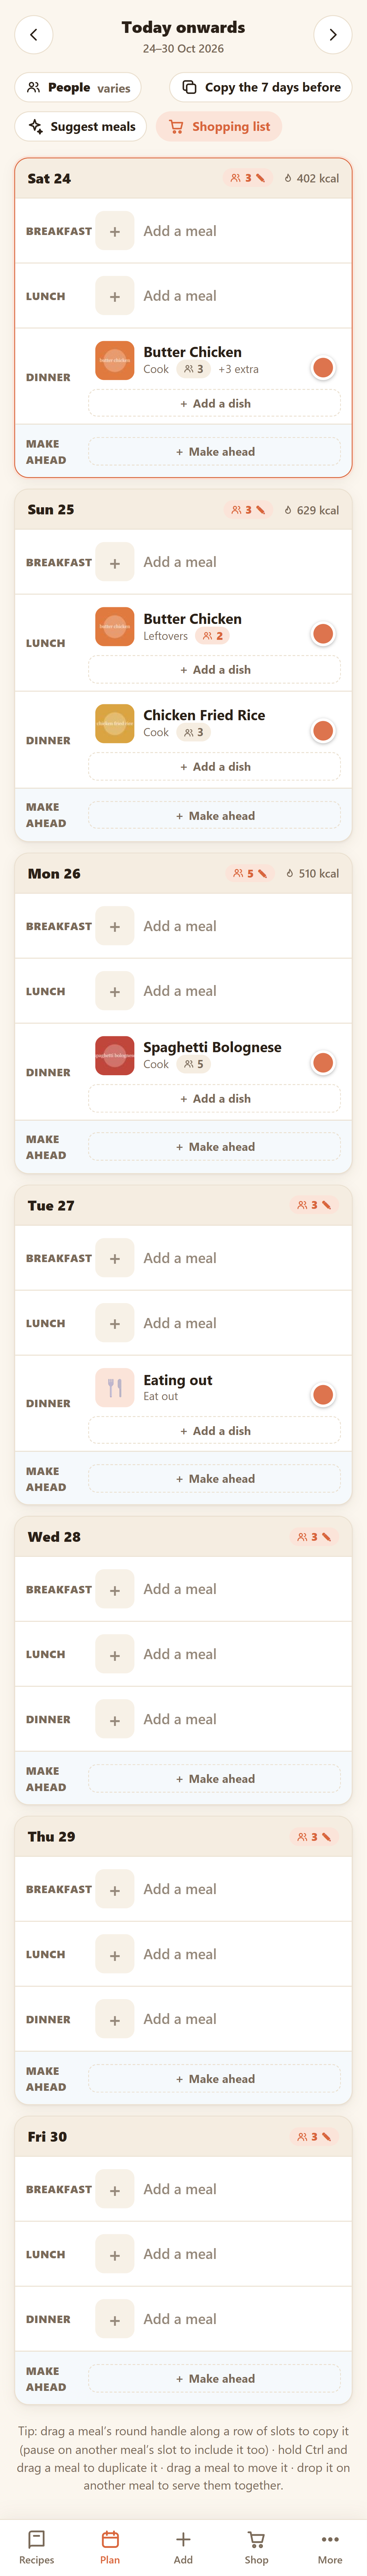 Today onwards
24–30 Oct 2026
People varies
Copy the 7 days before
Suggest meals
Shopping list
Sat 24 3 402 kcal
BREAKFAST + Add a meal
LUNCH + Add a meal
butter chicken
Butter Chicken
DINNER
Cook 3 +3 extra
+ Add a dish
MAKE
AHEAD
+ Make ahead
Sun 25 3 629 kcal
BREAKFAST + Add a meal
butter chicken
Butter Chicken
LUNCH
Leftovers 2
+ Add a dish
chicken fried rice
Chicken Fried Rice
DINNER
Cook 3
+ Add a dish
MAKE
AHEAD
+ Make ahead
Mon 26 5 510 kcal
BREAKFAST + Add a meal
LUNCH + Add a meal
spaghetti bolognese
Spaghetti Bolognese
DINNER
Cook 5
+ Add a dish
MAKE
AHEAD
+ Make ahead
Tue 27 3
BREAKFAST + Add a meal
LUNCH + Add a meal
Eating out
DINNER
Eat out
+ Add a dish
MAKE
AHEAD
+ Make ahead
Wed 28 3
BREAKFAST + Add a meal
LUNCH + Add a meal
DINNER + Add a meal
MAKE
AHEAD
+ Make ahead
Thu 29 3
BREAKFAST + Add a meal
LUNCH + Add a meal
DINNER + Add a meal
MAKE
AHEAD
+ Make ahead
Fri 30 3
BREAKFAST + Add a meal
LUNCH + Add a meal
DINNER + Add a meal
MAKE
AHEAD
+ Make ahead
Tip: drag a meal's round handle along a row of slots to copy it
(pause on another meal's slot to include it too) · hold Ctrl and
drag a meal to duplicate it · drag a meal to move it · drop it on
another meal to serve them together.
Recipes Plan Add Shop More